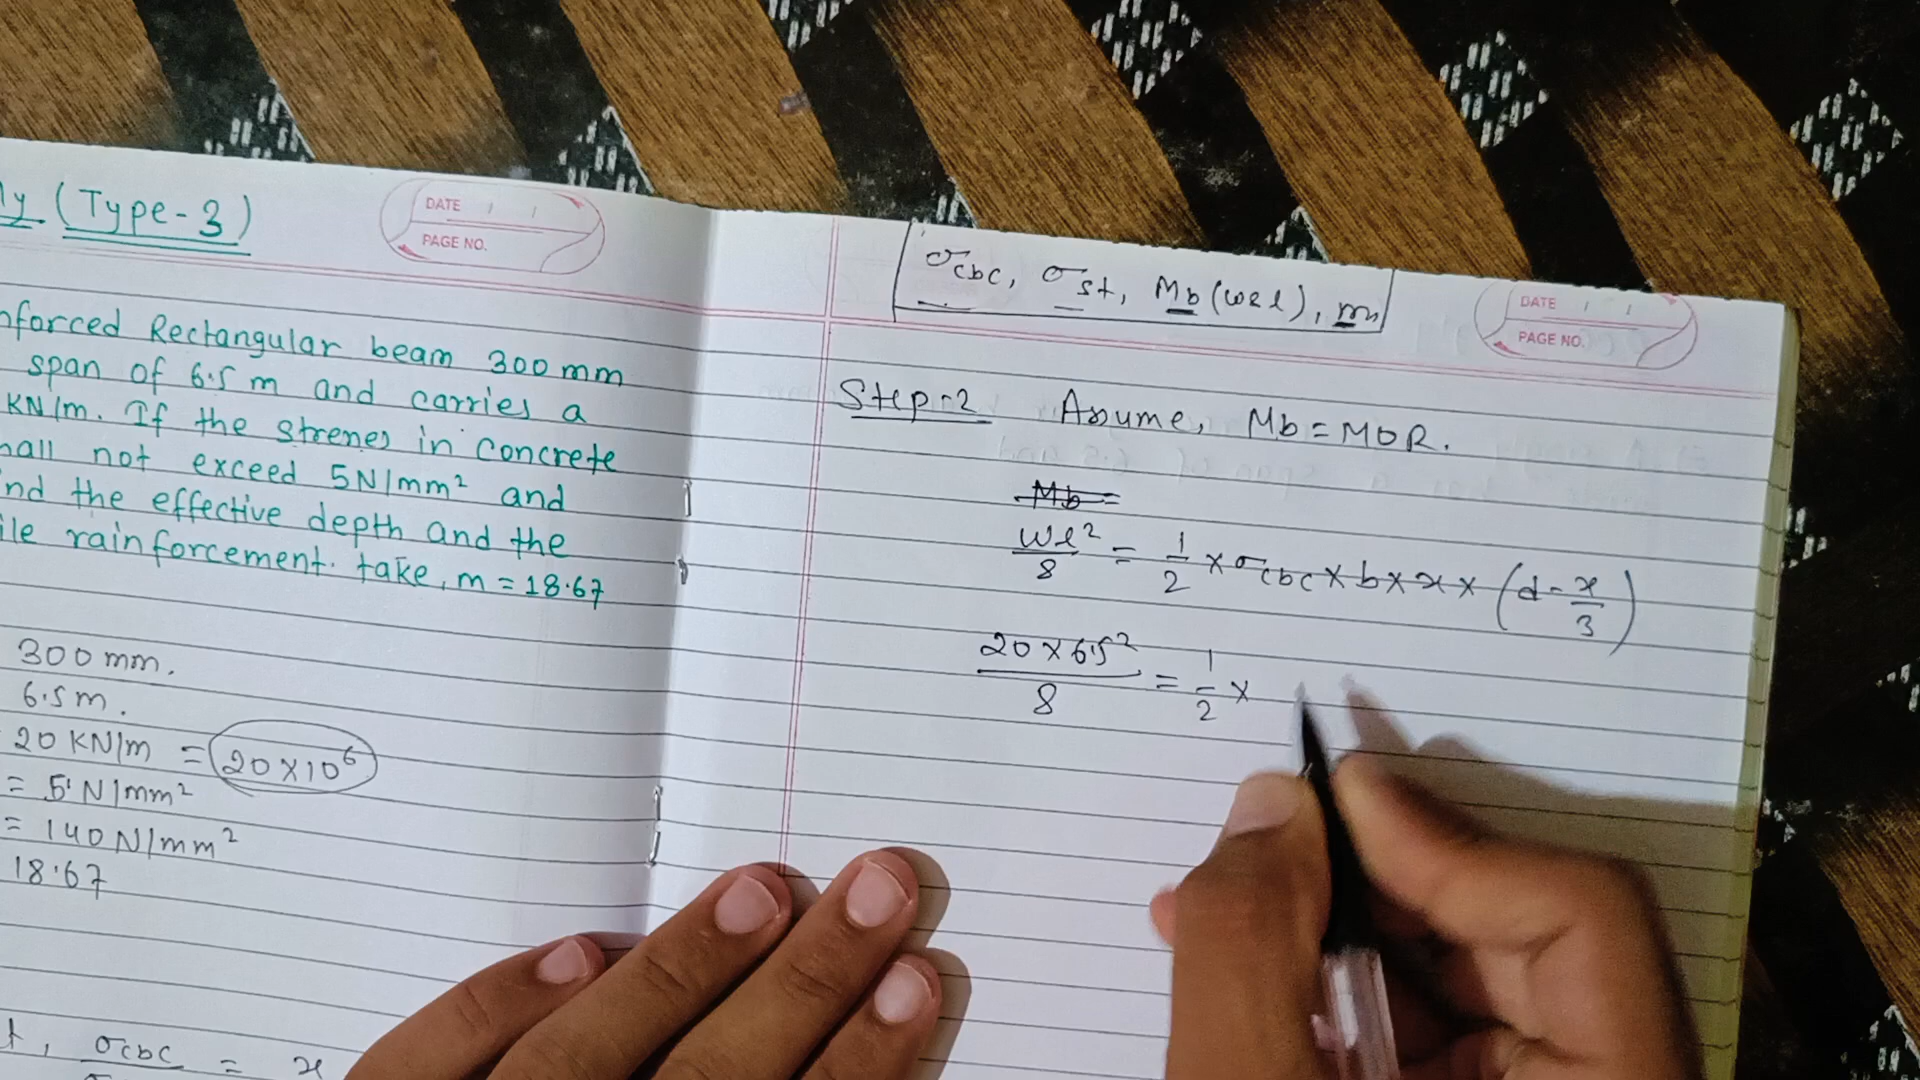 ly (Type-3)
DATE / /
PAGE NO.
nforced Rectangular beam 300 mm
span of 6.5 m and carries a
KN/m. If the stresses in concrete
hall not exceed 5N/mm² and
ind the effective depth and the
ile rainforcement. take, m = 18.67
300 mm.
6.5 m.
20 KN/m = 20×10⁶
= 5 N/mm²
= 140 N/mm²
18.67
t, σcbc = x
σcbc, σst, Mb (w&l), m
DATE / /
PAGE NO.
Step-2 Assume, Mb = MOR.
Mb =
wl²/8 = 1/2 × σcbc × b × x × (d - x/3)
20 × 6.5²/8 = 1/2 ×